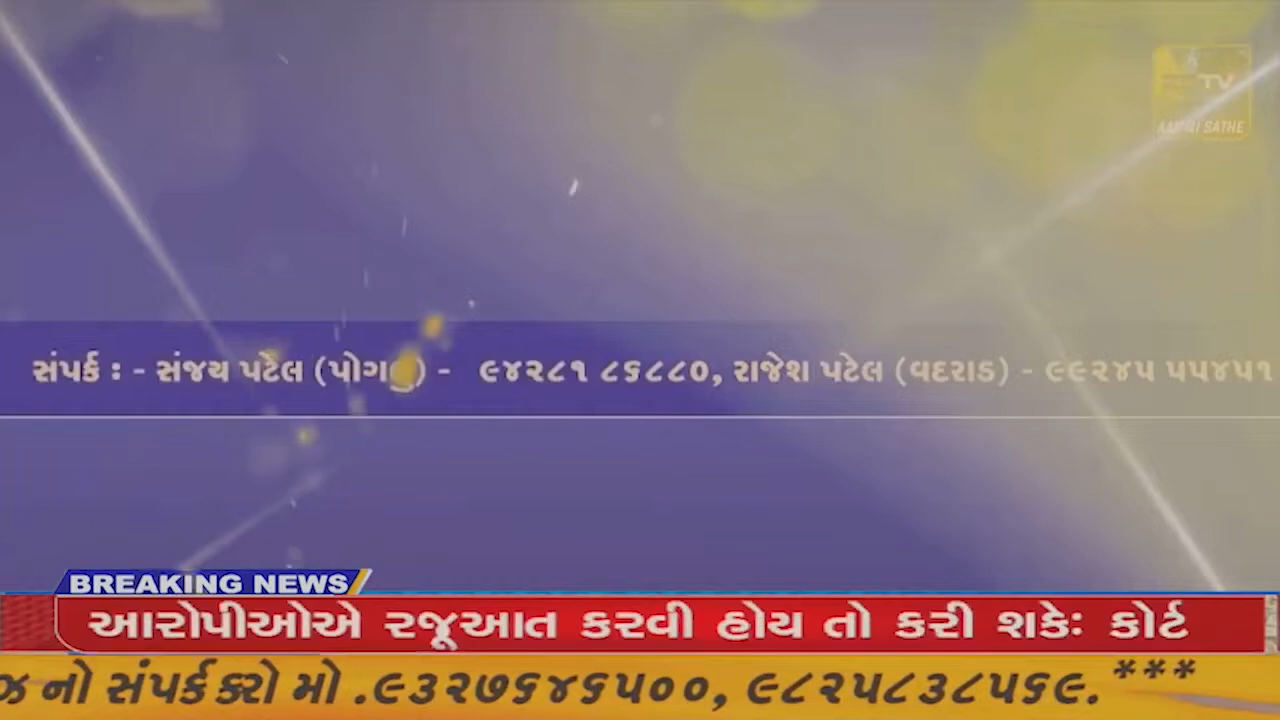 TV
SATHE
સંપર્ક : - સંજય પટેલ - ૯૪૨૮૧ ૮૬૮૮૦, રાજેશ પટેલ (વદરાડ) - ૯૯૨૪૫ ૫૫૪૫૧
BREAKING NEWS
આરોપીઓએ રજૂઆત કરવી હોય તો કરી શકેઃ કોર્ટ
નો સંપર્ક કરો મો .૯૩૨૭૬૪૬૫૦૦, ૯૮૨૫૮૩૮૫૬૯. ***